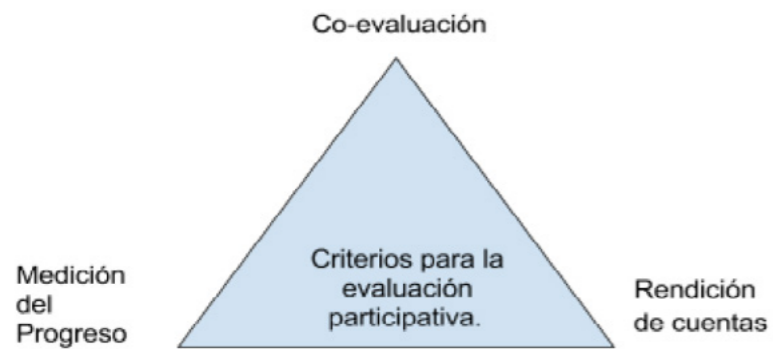 Co-evaluación
Criterios para la
evaluación
participativa.
Medición
del
Progreso
Rendición
de cuentas